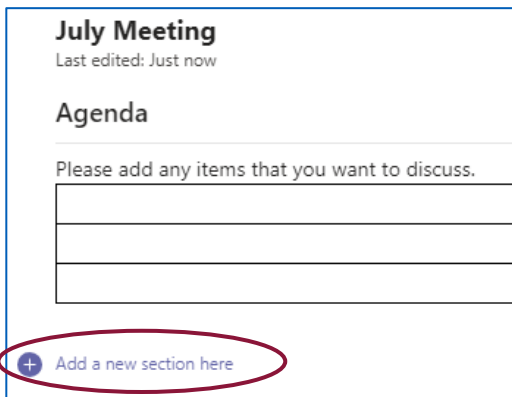 July Meeting
Last edited: Just now
Agenda
Please add any items that you want to discuss.
Add a new section here